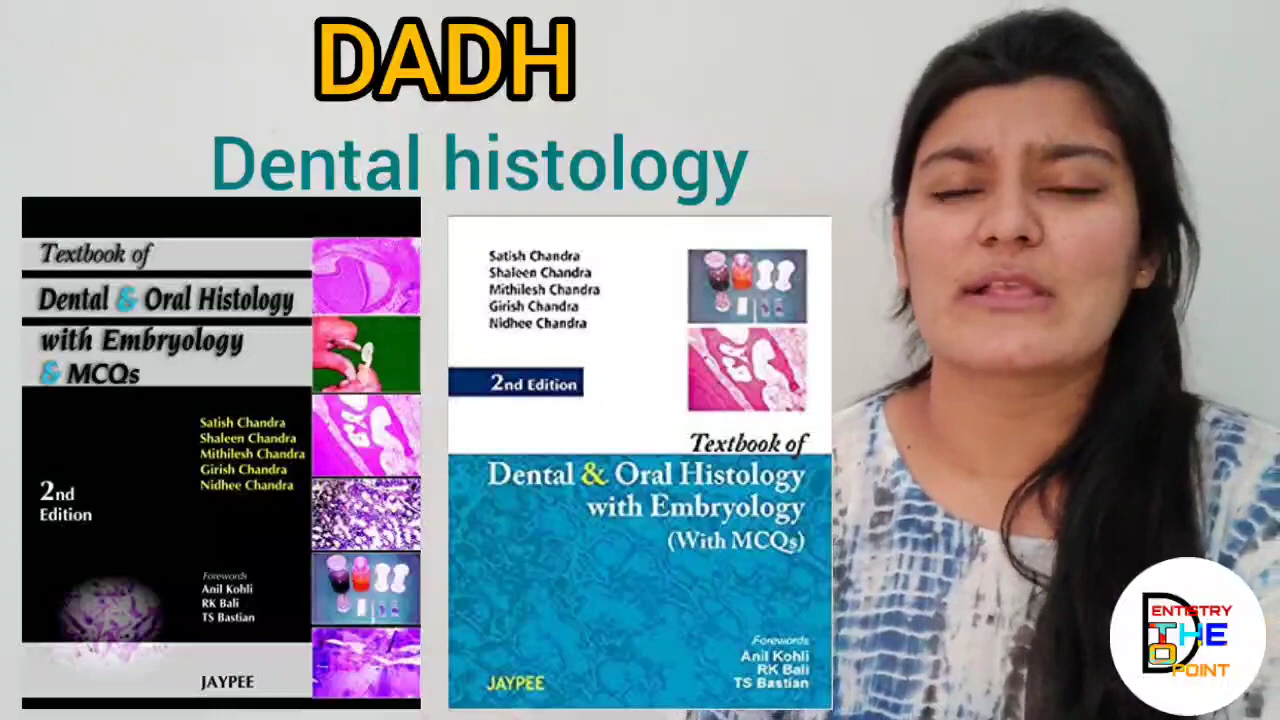 DADH
Dental histology
Textbook of
Dental & Oral Histology
with Embryology
& MCQs
Satish Chandra
Shaleen Chandra
Mithilesh Chandra
Girish Chandra
Nidhee Chandra
2nd
Edition
Forewords
Anil Kohli
RK Bali
TS Bastian
JAYPEE
Satish Chandra
Shaleen Chandra
Mithilesh Chandra
Girish Chandra
Nidhee Chandra
2nd Edition
Textbook of
Dental & Oral Histology
with Embryology
(With MCQs)
Forewords
Anil Kohli
RK Bali
TS Bastian
JAYPEE
DENTISTRY
TO THE
POINT